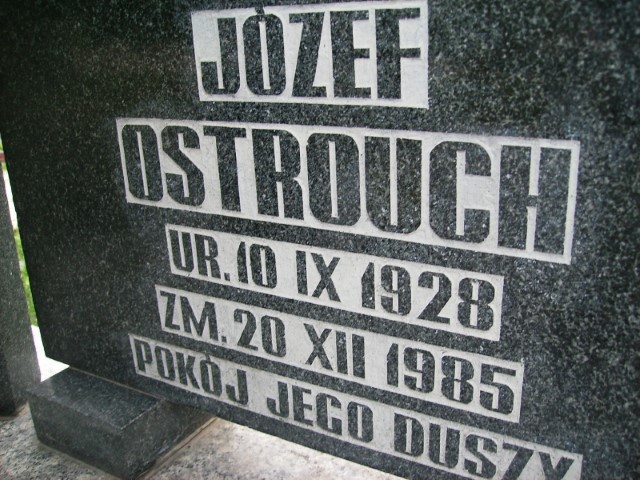 JÓZEF
OSTROUCH
UR. 10 IX 1928
ZM. 20 XII 1985
POKÓJ JEGO DUSZY